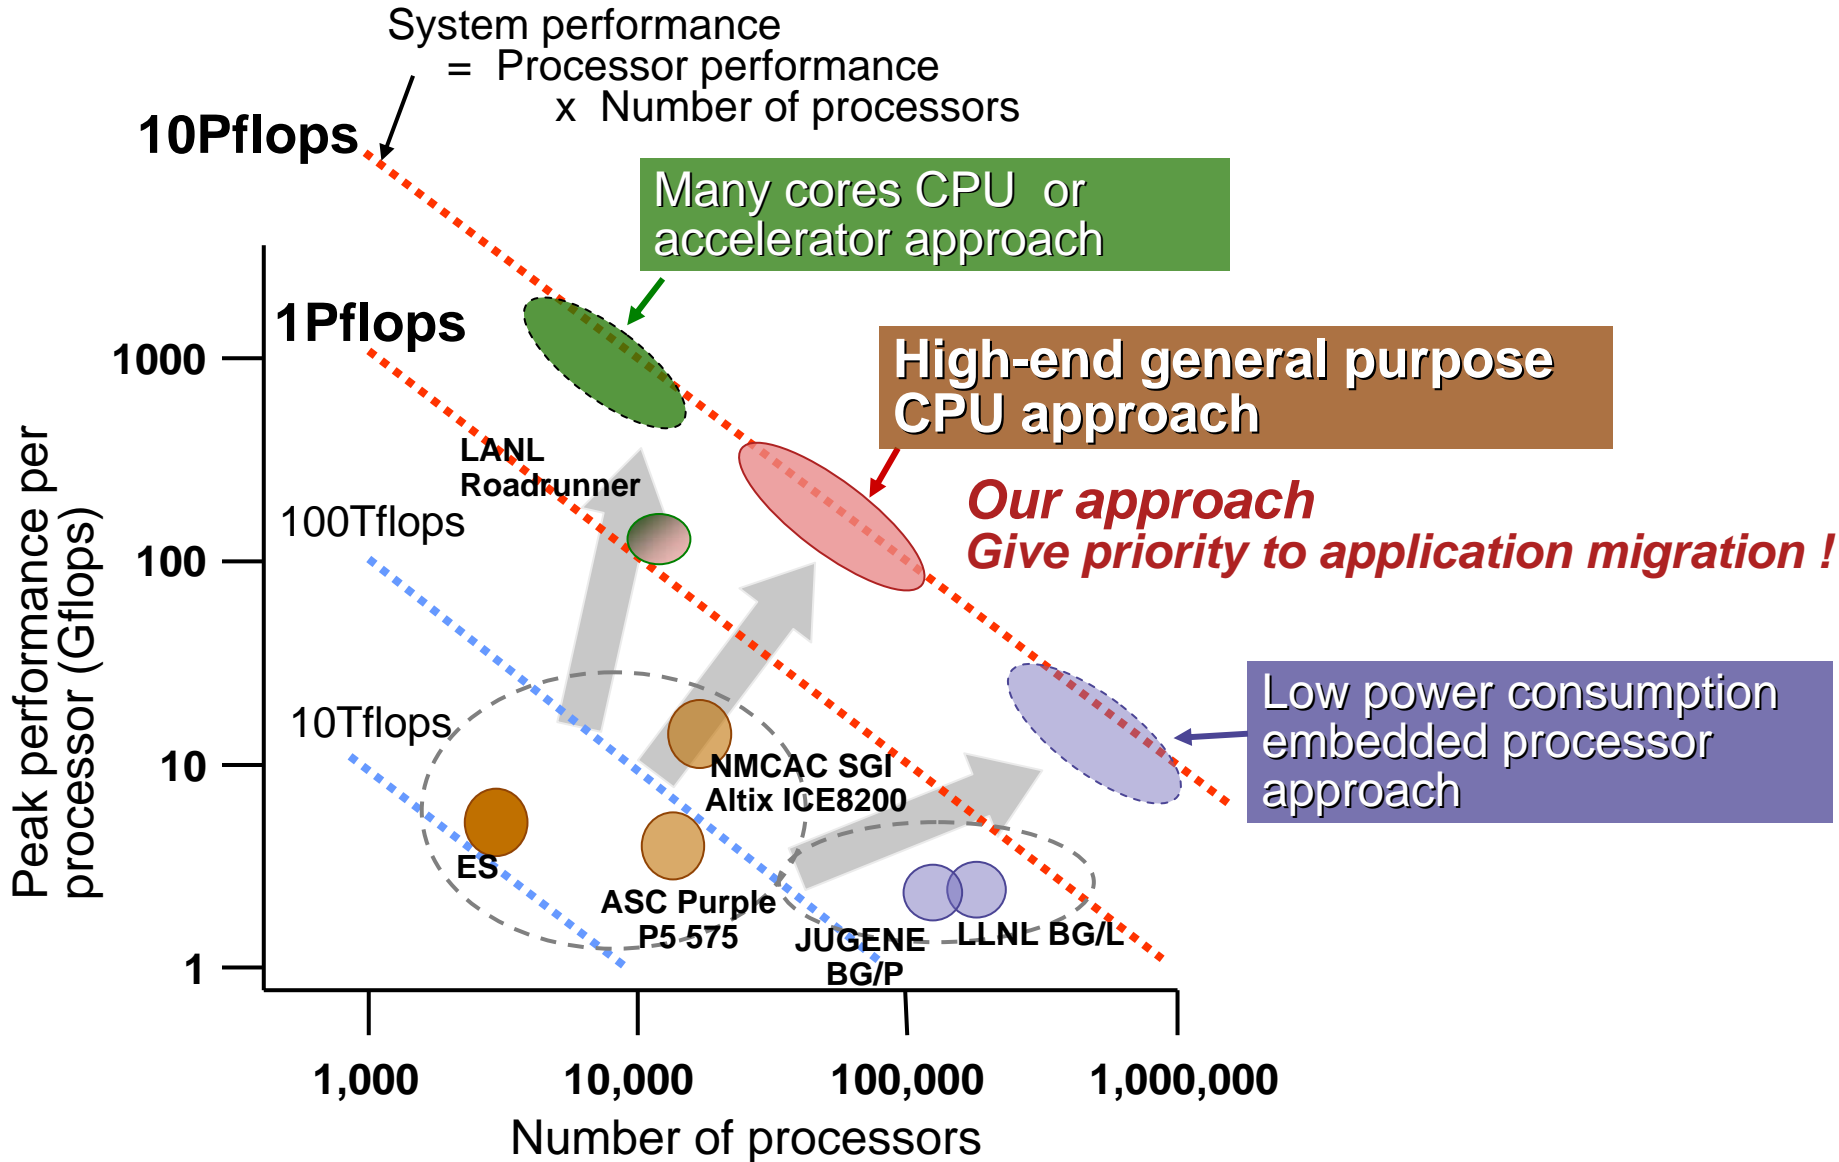 System performance
= Processor performance
x Number of processors
10Pflops
Many cores CPU or
accelerator approach
1Pflops
1000
High-end general purpose
CPU approach
LANL
Roadrunner
Our approach
Give priority to application migration !
100Tflops
100
Peak performance per
processor (Gflops)
10Tflops
Low power consumption
embedded processor
approach
10
NMCAC SGI
Altix ICE8200
ES
ASC Purple
P5 575
JUGENE
BG/P
LLNL BG/L
1
1,000
10,000
100,000
1,000,000
Number of processors